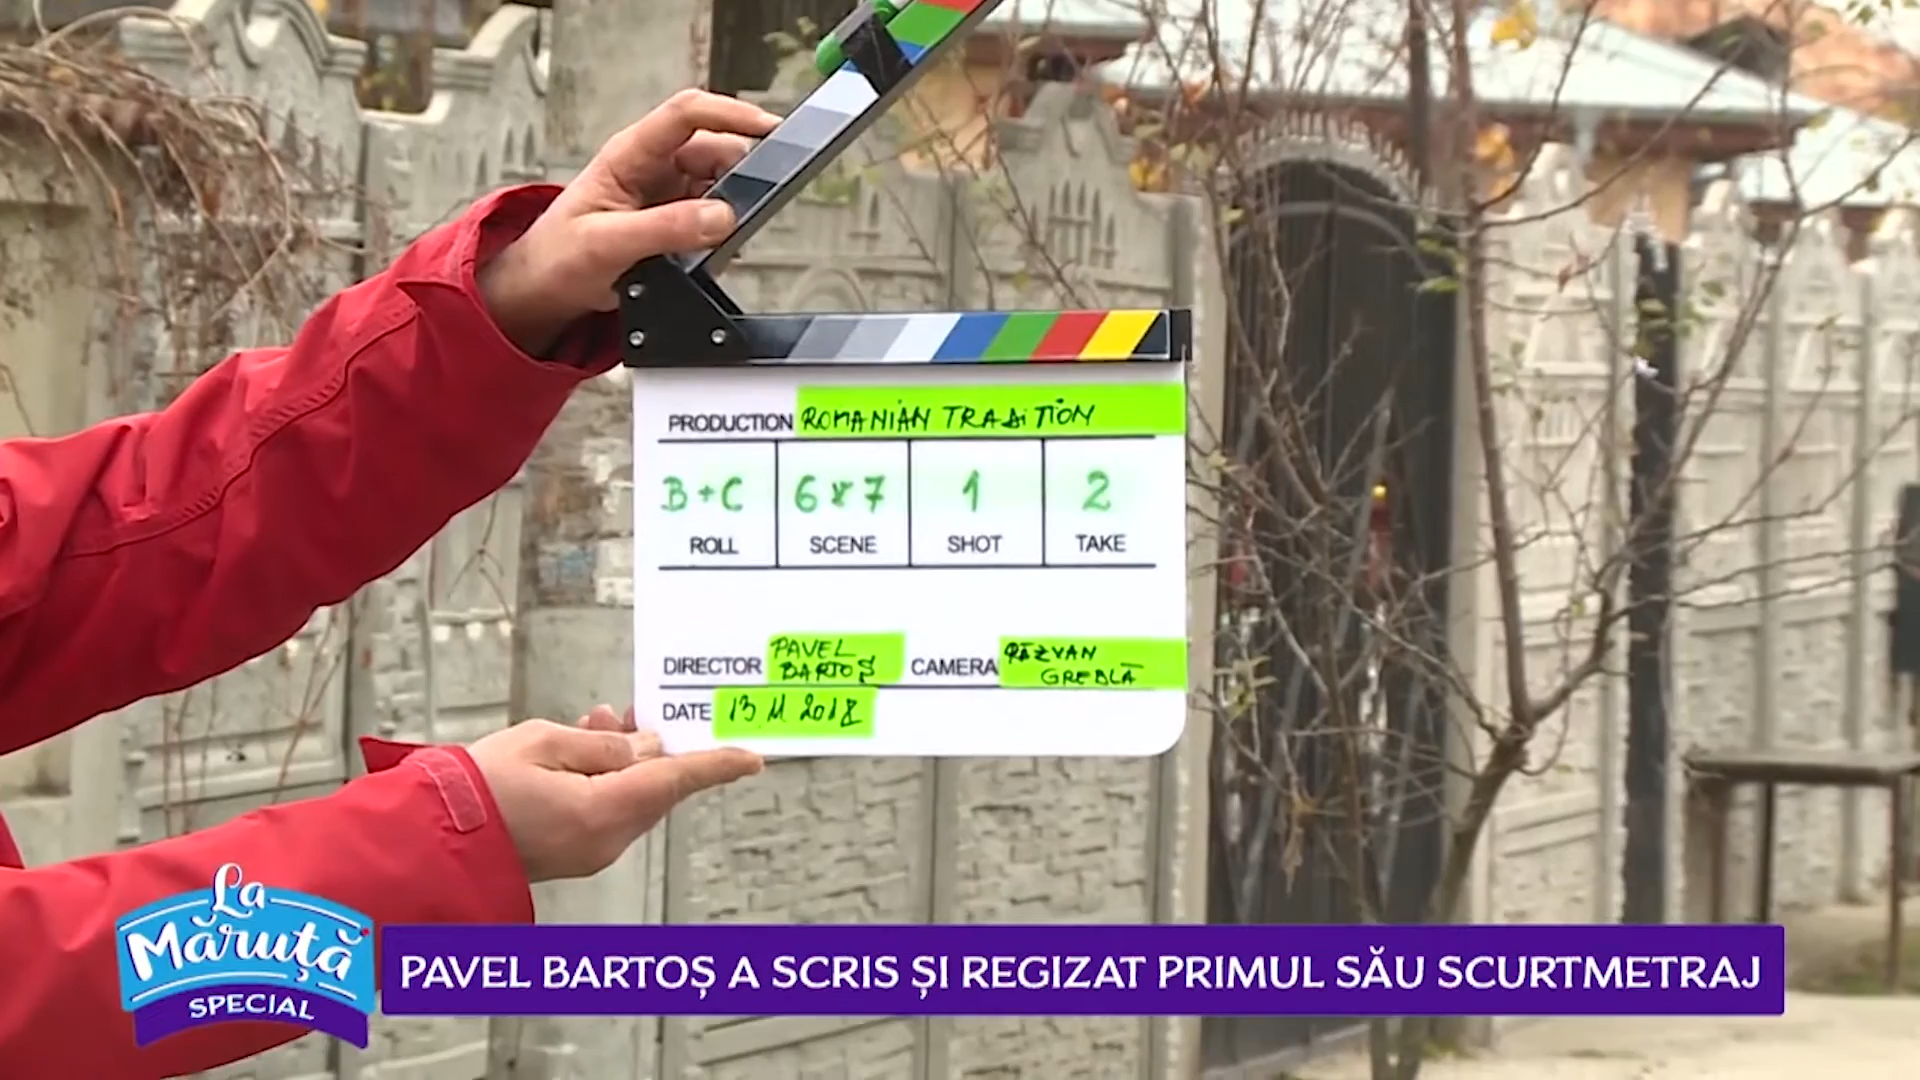 PRODUCTION ROMANIAN TRADITION
B+C 6x7 1 2
ROLL SCENE SHOT TAKE
PAVEL RĂZVAN
DIRECTOR BARTOȘ CAMERA GREBLĂ
DATE 13.11.2018
La
Măruță
SPECIAL
PAVEL BARTOȘ A SCRIS ȘI REGIZAT PRIMUL SĂU SCURTMETRAJ